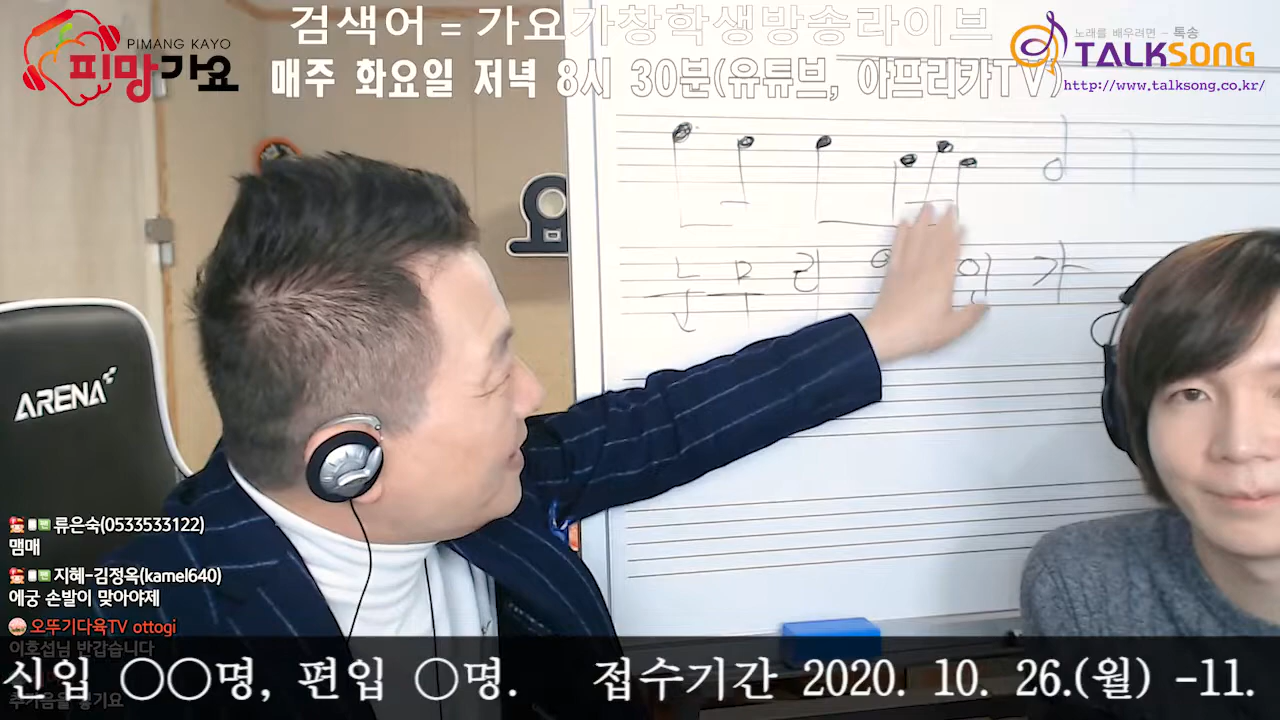 검색어 = 가요가창학생방송라이브
매주 화요일 저녁 8시 30분(유튜브, 아프리카TV)
PIMANG KAYO
피망가요
노래를 배우려면 - 톡송
TALKSONG
http://www.talksong.co.kr/
ARENA
가
류은숙(0533533122)
맴매
지혜-김정옥(kamel640)
에궁 손발이 맞아야제
오뚜기다육TV ottogi
이호섭님 반갑습니다
신입 ○○명, 편입 ○명. 접수기간 2020. 10. 26.(월) -11.